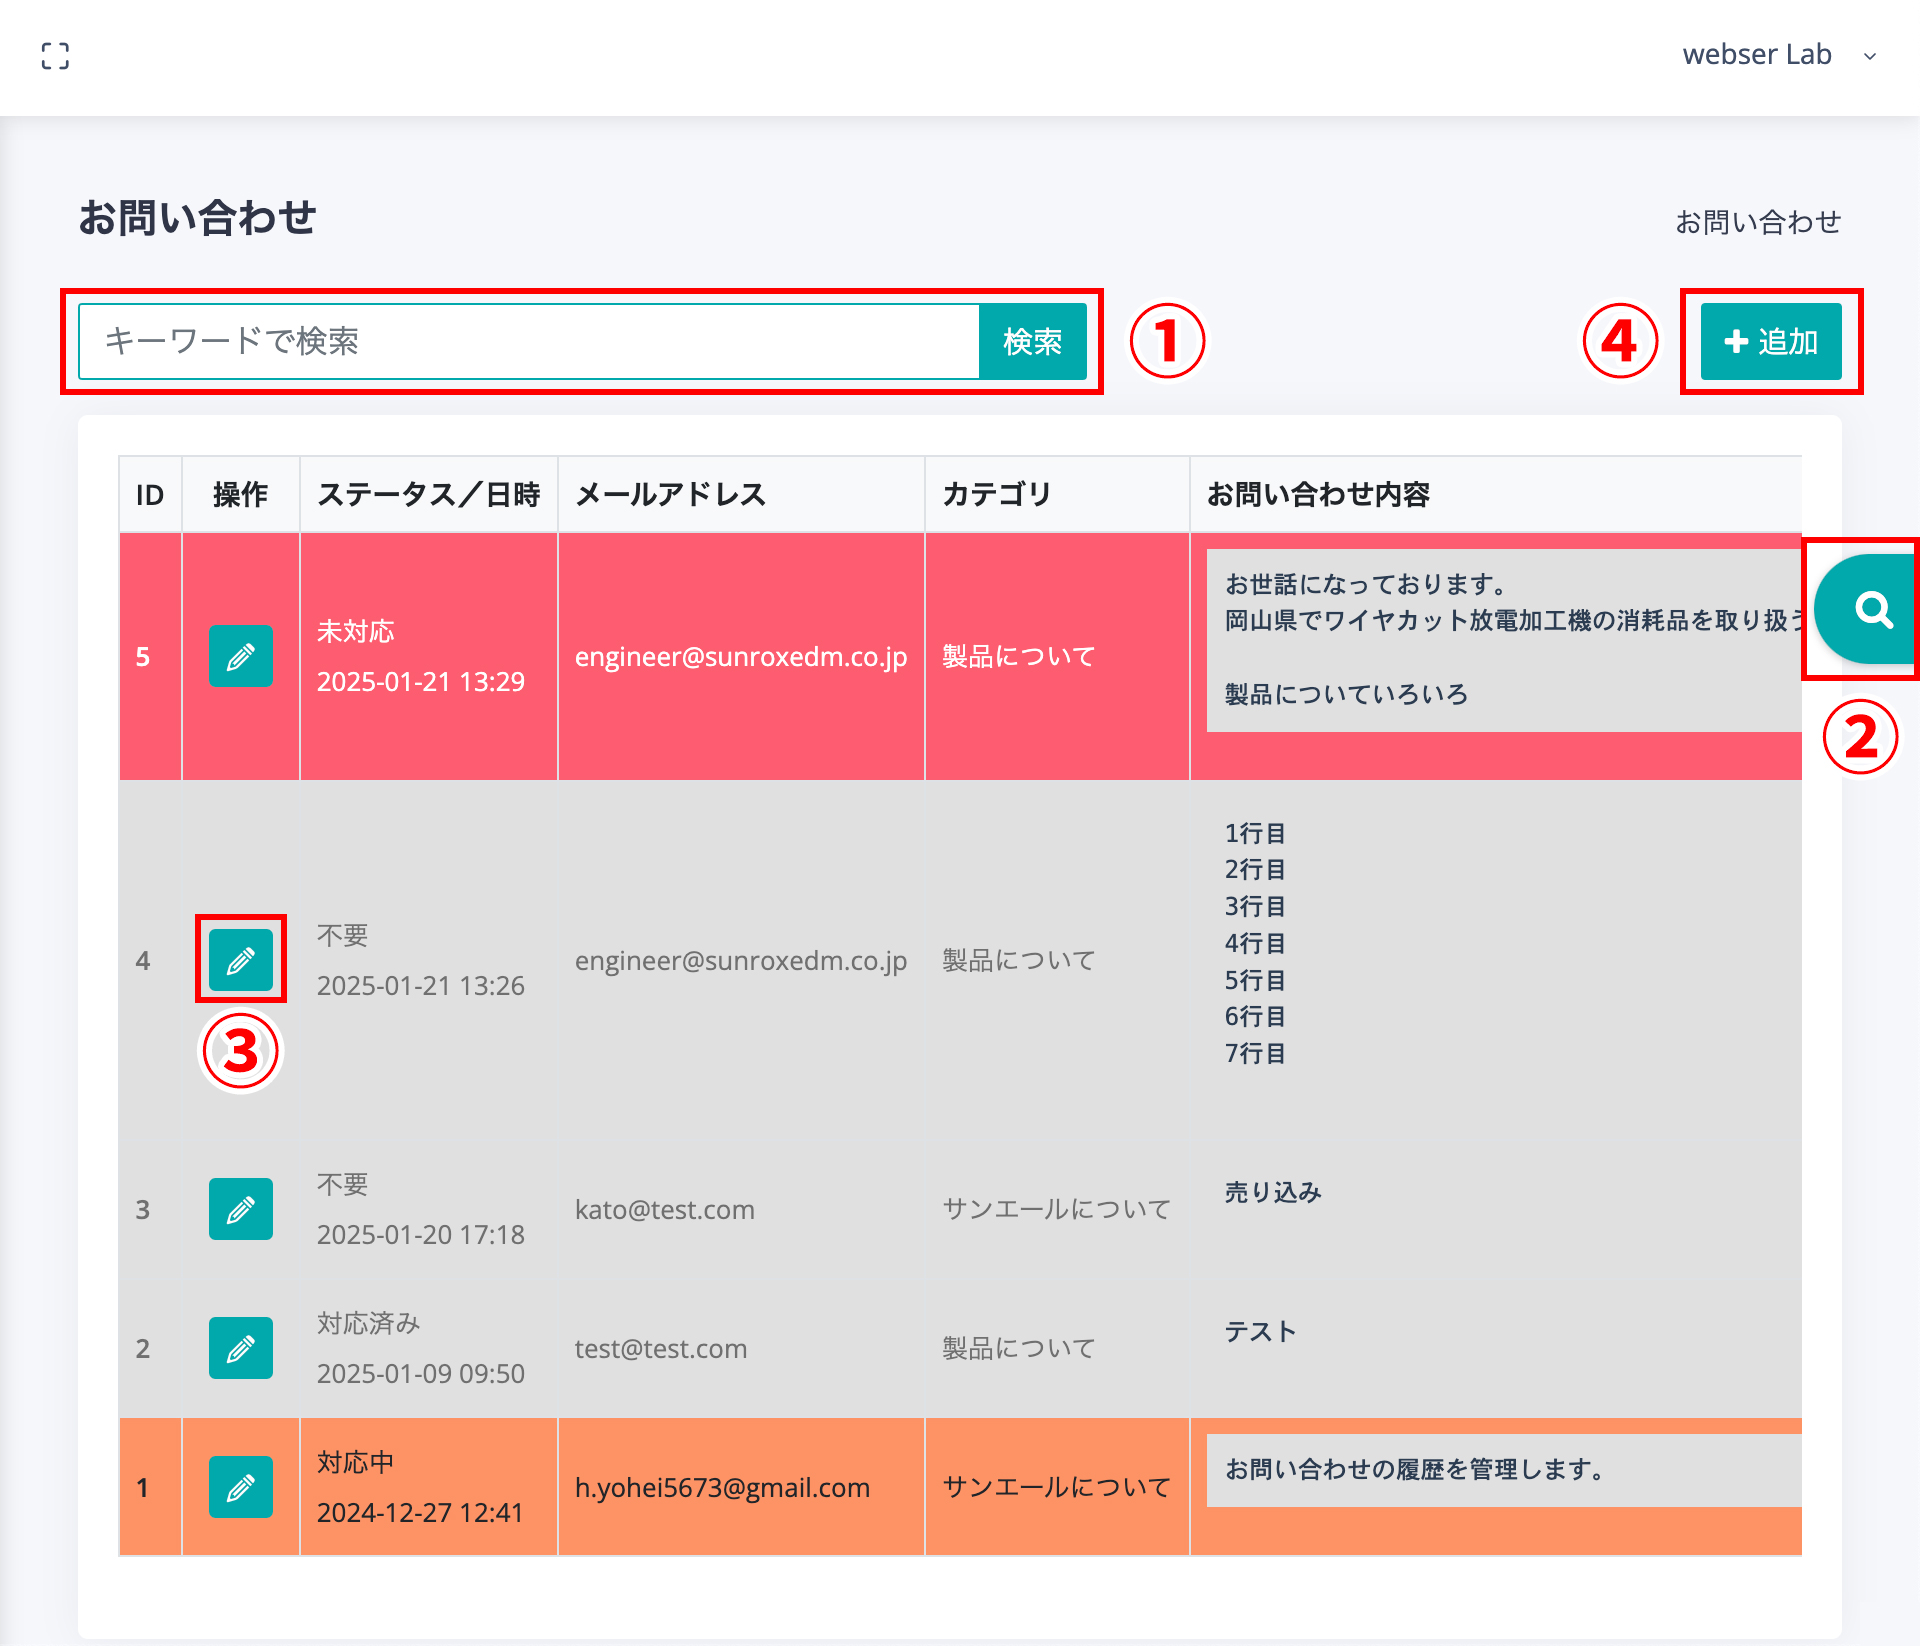 webser Lab
お問い合わせ
お問い合わせ
キーワードで検索 検索 ① ④ 追加
ID 操作 ステータス／日時 メールアドレス カテゴリ お問い合わせ内容
お世話になっております。
岡山県でワイヤカット放電加工機の消耗品を取り扱う
製品についていろいろ
5 未対応 engineer@sunroxedm.co.jp 製品について
2025-01-21 13:29
②
1行目
2行目
3行目
4行目
5行目
6行目
7行目
4 不要 engineer@sunroxedm.co.jp 製品について
2025-01-21 13:26
③
3 不要 kato@test.com サンエールについて 売り込み
2025-01-20 17:18
2 対応済み test@test.com 製品について テスト
2025-01-09 09:50
1 対応中 h.yohei5673@gmail.com サンエールについて お問い合わせの履歴を管理します。
2024-12-27 12:41